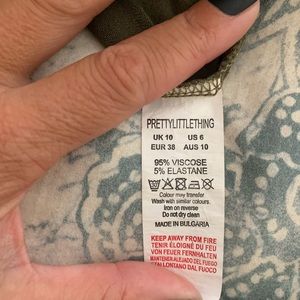 PRETTYLITTLETHING
UK 10 US 6
EUR 38 AUS 10
95% VISCOSE
5% ELASTANE
Colour may transfer
Wash with similar colours.
Iron on reverse
Do not dry clean
MADE IN BULGARIA
KEEP AWAY FROM FIRE
TENIR ÉLOIGNÉ DU FEU
VON FEUER FERNHALTEN
MANTENER ALEJADO DEL FUEGO
LONTANO DAL FUOCO